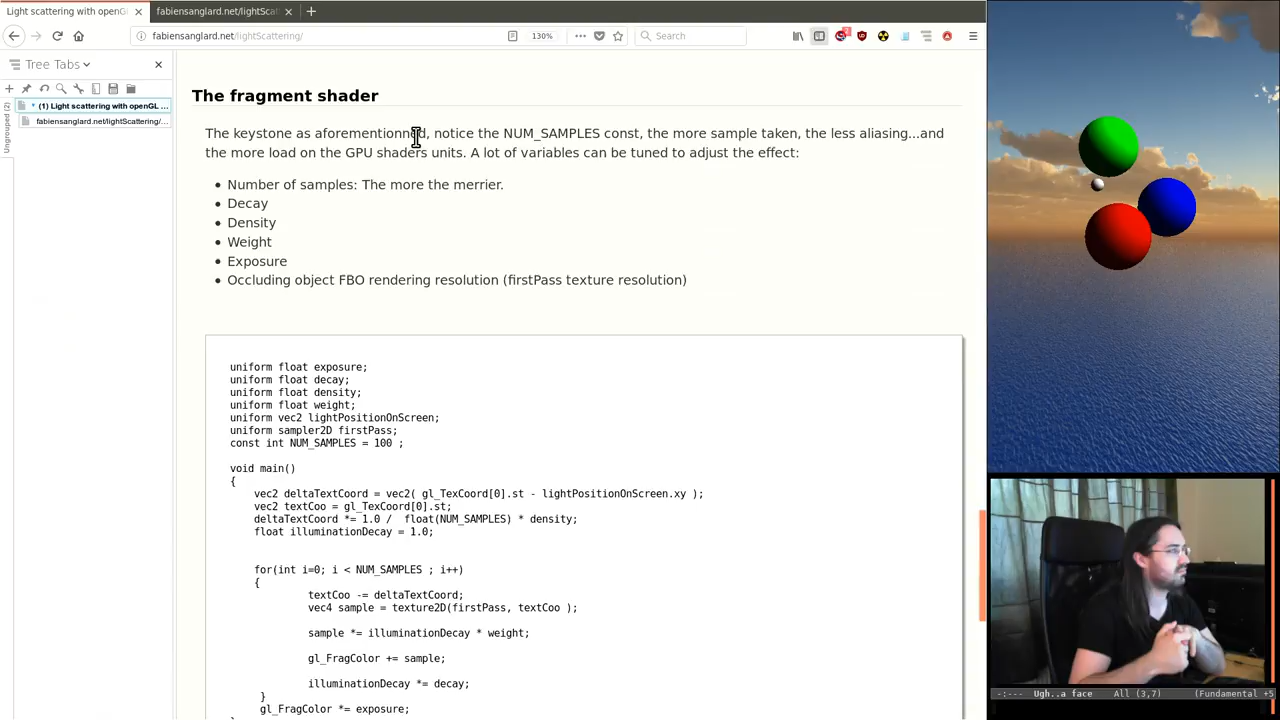 Light scattering with openGL
fabiensanglard.net/lightScat
fabiensanglard.net/lightScattering/
130%
Search
Tree Tabs
(1) Light scattering with openGL ...
fabiensanglard.net/lightScattering/...
Ungrouped (2)
The fragment shader
The keystone as aforementionned, notice the NUM_SAMPLES const, the more sample taken, the less aliasing...and
the more load on the GPU shaders units. A lot of variables can be tuned to adjust the effect:
Number of samples: The more the merrier.
Decay
Density
Weight
Exposure
Occluding object FBO rendering resolution (firstPass texture resolution)
uniform float exposure;
uniform float decay;
uniform float density;
uniform float weight;
uniform vec2 lightPositionOnScreen;
uniform sampler2D firstPass;
const int NUM_SAMPLES = 100 ;
void main()
{
vec2 deltaTextCoord = vec2( gl_TexCoord[0].st - lightPositionOnScreen.xy );
vec2 textCoo = gl_TexCoord[0].st;
deltaTextCoord *= 1.0 / float(NUM_SAMPLES) * density;
float illuminationDecay = 1.0;
for(int i=0; i < NUM_SAMPLES ; i++)
{
textCoo -= deltaTextCoord;
vec4 sample = texture2D(firstPass, textCoo );
sample *= illuminationDecay * weight;
gl_FragColor += sample;
illuminationDecay *= decay;
}
gl_FragColor *= exposure;
-:--- Ugh..a face All (3,7) (Fundamental +5